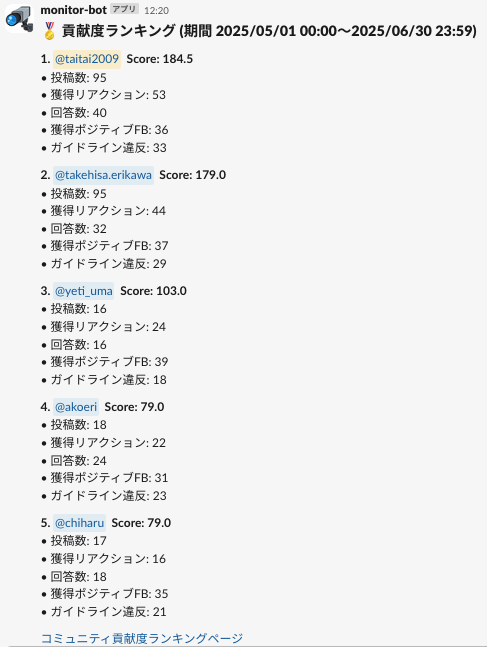 monitor-bot アプリ 12:20
🥇 貢献度ランキング (期間 2025/05/01 00:00〜2025/06/30 23:59)
1. @taitai2009 Score: 184.5
• 投稿数: 95
• 獲得リアクション: 53
• 回答数: 40
• 獲得ポジティブFB: 36
• ガイドライン違反: 33
2. @takehisa.erikawa Score: 179.0
• 投稿数: 95
• 獲得リアクション: 44
• 回答数: 32
• 獲得ポジティブFB: 37
• ガイドライン違反: 29
3. @yeti_uma Score: 103.0
• 投稿数: 16
• 獲得リアクション: 24
• 回答数: 16
• 獲得ポジティブFB: 39
• ガイドライン違反: 18
4. @akoeri Score: 79.0
• 投稿数: 18
• 獲得リアクション: 22
• 回答数: 24
• 獲得ポジティブFB: 31
• ガイドライン違反: 23
5. @chiharu Score: 79.0
• 投稿数: 17
• 獲得リアクション: 16
• 回答数: 18
• 獲得ポジティブFB: 35
• ガイドライン違反: 21
コミュニティ貢献度ランキングページ